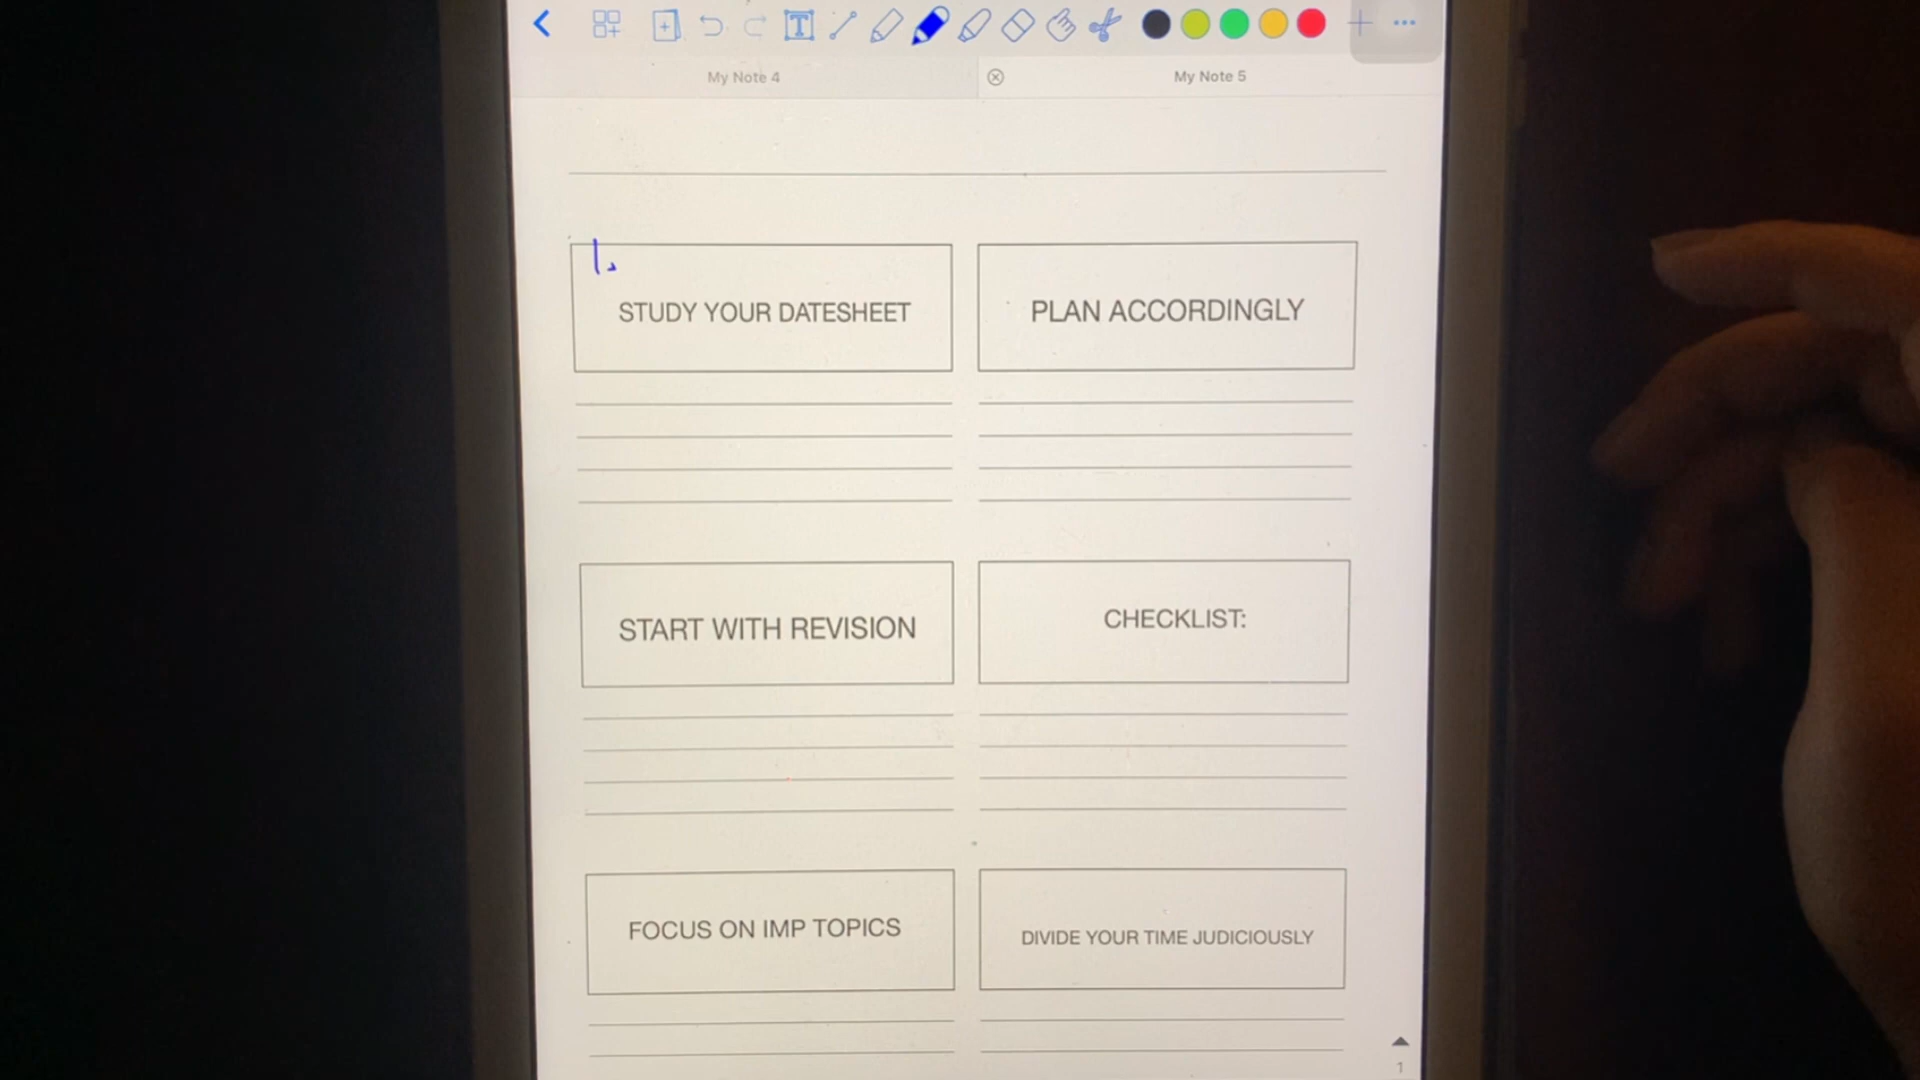 My Note 4
My Note 5
1.
STUDY YOUR DATESHEET
PLAN ACCORDINGLY
START WITH REVISION
CHECKLIST:
FOCUS ON IMP TOPICS
DIVIDE YOUR TIME JUDICIOUSLY
1